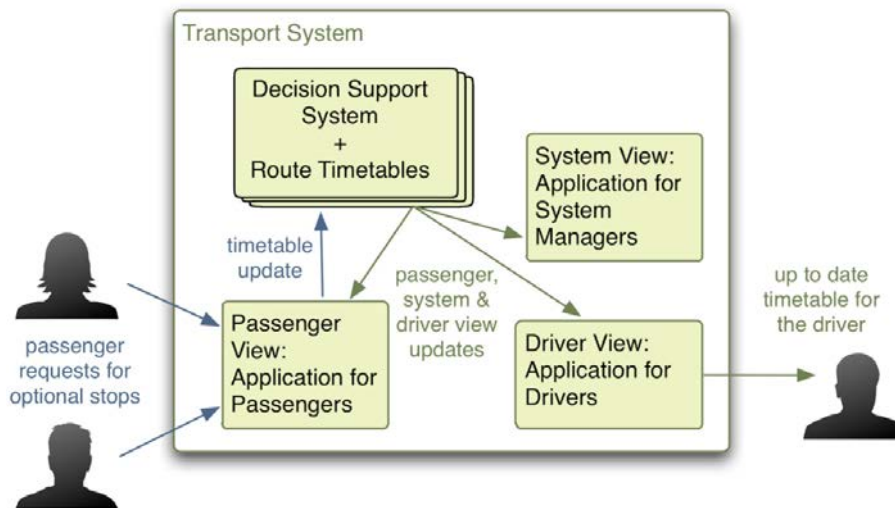 Transport System
Decision Support
System
+
Route Timetables
System View:
Application for
System
Managers
timetable
update
passenger,
system &
driver view
updates
up to date
timetable for
the driver
passenger
requests for
optional stops
Passenger
View:
Application for
Passengers
Driver View:
Application for
Drivers